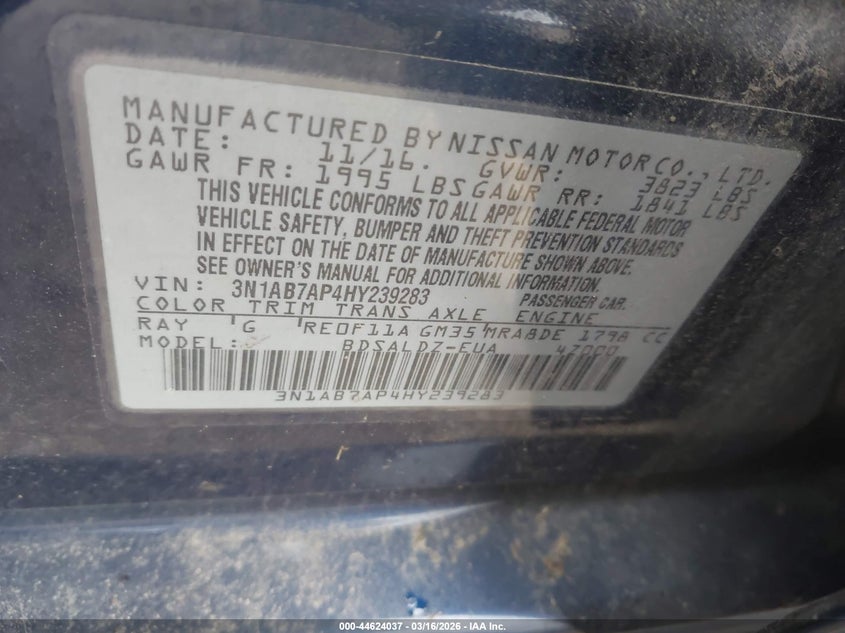 MANUFACTURED BY NISSAN MOTOR CO., LTD.
DATE: 11/16. GVWR: 3823 LBS
GAWR FR: 1995 LBS GAWR RR: 1841 LBS
THIS VEHICLE CONFORMS TO ALL APPLICABLE FEDERAL MOTOR
VEHICLE SAFETY, BUMPER AND THEFT PREVENTION STANDARDS
IN EFFECT ON THE DATE OF MANUFACTURE SHOWN ABOVE.
SEE OWNER'S MANUAL FOR ADDITIONAL INFORMATION.
VIN: 3N1AB7AP4HY239283 PASSENGER CAR.
COLOR TRIM TRANS AXLE ENGINE
RAY G RE0F11A GM35 MRA8DE 1798 CC
MODEL: BDSALDZ-EUA 42000
3N1AB7AP4HY239283
000-44624037 - 03/16/2026 - IAA Inc.